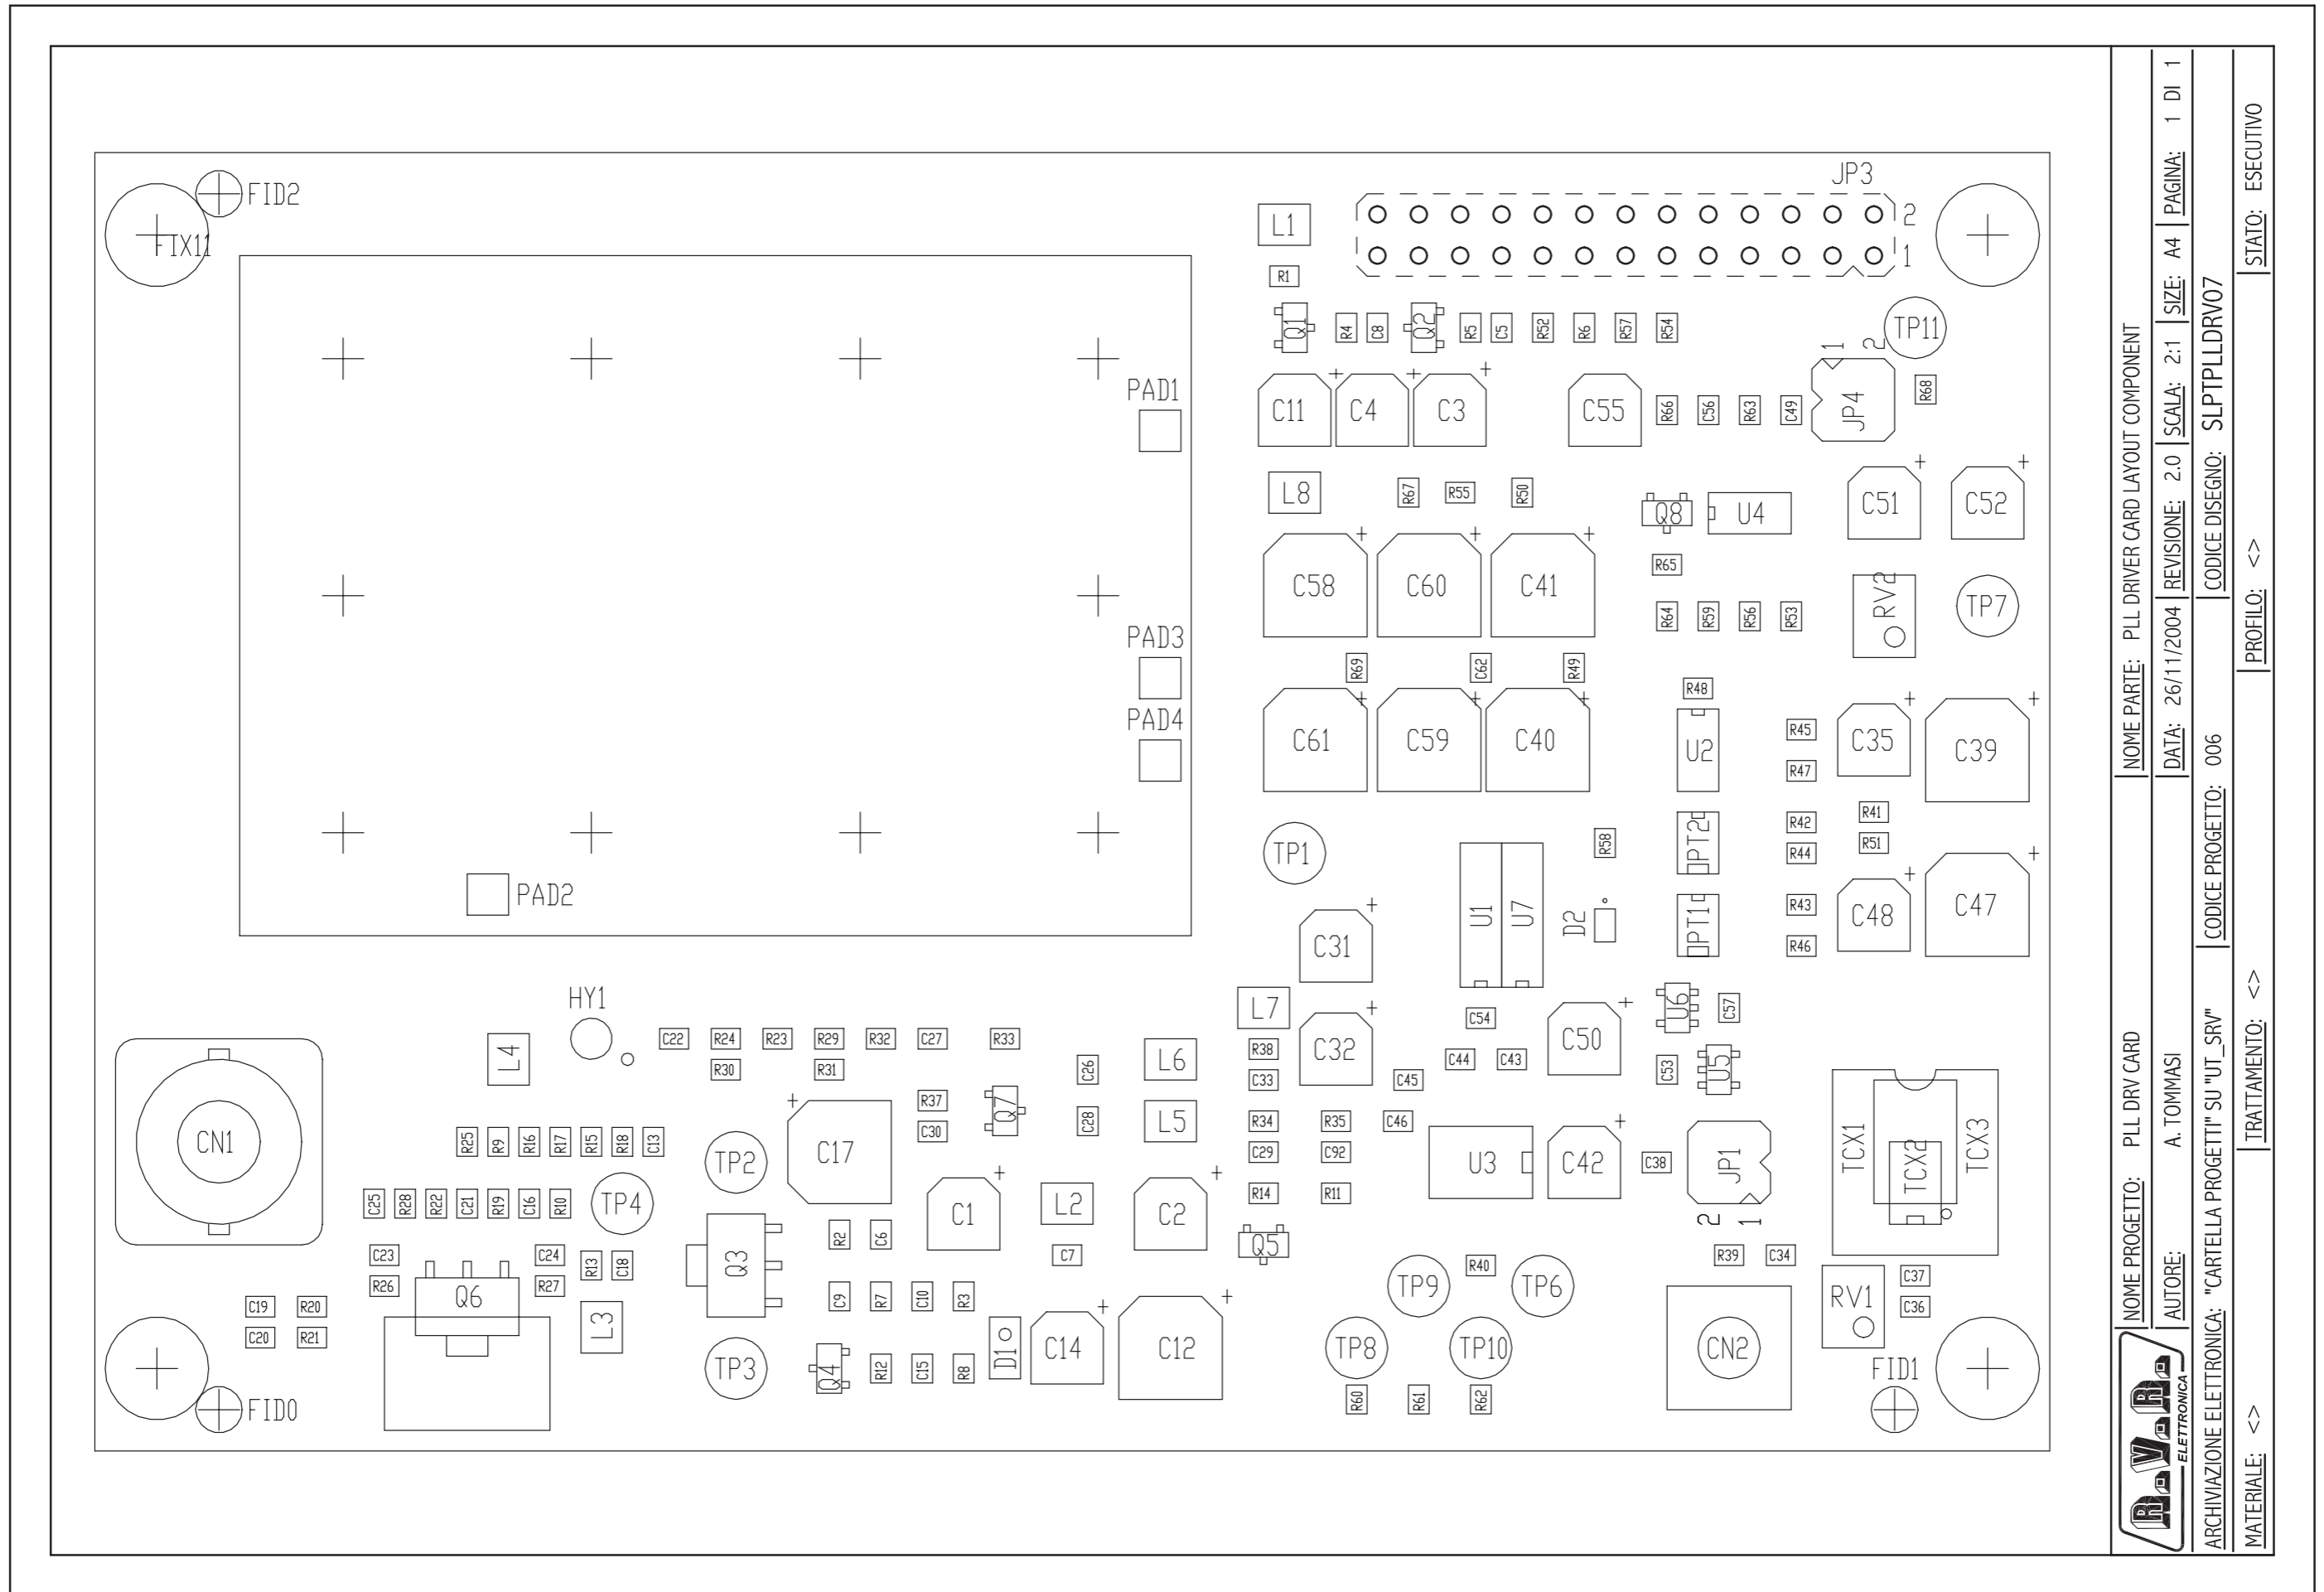 FID2
JP3
FIX11
L1
2
1
R1
Q1
R4
C8
Q2
R5
C5
R52
R6
R57
R54
TP11
1
2
PAD1
C11
C4
C3
C55
R66
C56
R63
C49
JP4
R68
L8
R67
R55
R50
Q8
U4
C51
C52
C58
C60
C41
R65
R64
R59
R56
R53
RV2
TP7
PAD3
R69
C62
R49
R48
PAD4
C61
C59
C40
U2
R45
R47
C35
C39
TP1
R58
OPT2
R42
R44
R41
R51
PAD2
C31
U1
U7
D2
OPT1
R43
R46
C48
C47
HY1
L7
C54
C50
U6
C57
L4
C22
R24
R23
R29
R32
C27
R33
R30
R31
C26
L6
R38
C33
C32
C45
C44
C43
C53
U5
CN1
R25
R9
R16
R17
R15
R18
C13
TP2
C17
R37
C30
Q7
C28
L5
R34
R35
C46
C29
C92
U3
C42
C38
JP1
2
1
TCX1
TCX2
TCX3
C25
R28
R22
C21
R19
C16
R10
TP4
C1
L2
C2
R14
R11
C23
R26
C24
R27
R13
C18
Q6
Q3
R2
C6
C7
Q5
R39
C34
C19
R20
C20
R21
L3
C9
R7
C10
R3
TP9
R40
TP6
RV1
C37
C36
TP3
Q4
R12
C15
R8
D1
C14
C12
TP8
TP10
CN2
FID1
FID0
R60
R61
R62
R.V.R.
ELETTRONICA
NOME PROGETTO: PLL DRV CARD
NOME PARTE: PLL DRIVER CARD LAYOUT COMPONENT
AUTORE: A. TOMMASI
DATA: 26/11/2004
REVISIONE: 2.0
SCALA: 2:1
SIZE: A4
PAGINA: 1 DI 1
ARCHIVIAZIONE ELETTRONICA: "CARTELLA PROGETTI" SU "UT_SRV"
CODICE PROGETTO: 006
CODICE DISEGNO: SLPTPLLDRV07
MATERIALE: <>
TRATTAMENTO: <>
PROFILO: <>
STATO: ESECUTIVO